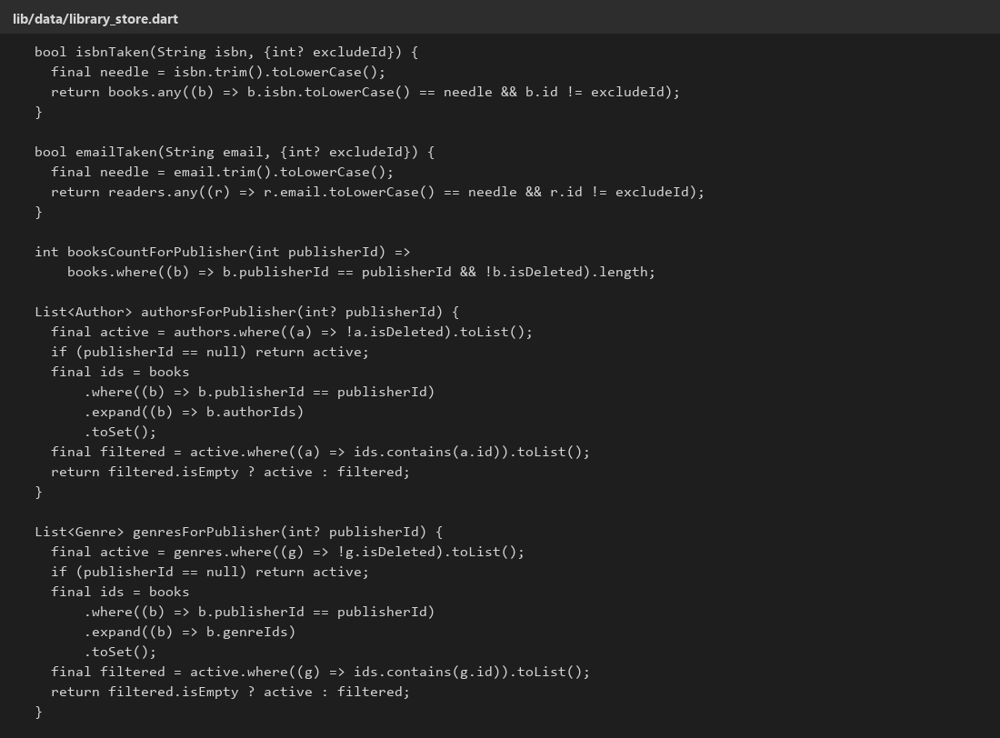 lib/data/library_store.dart
bool isbnTaken(String isbn, {int? excludeId}) {
  final needle = isbn.trim().toLowerCase();
  return books.any((b) => b.isbn.toLowerCase() == needle && b.id != excludeId);
}

bool emailTaken(String email, {int? excludeId}) {
  final needle = email.trim().toLowerCase();
  return readers.any((r) => r.email.toLowerCase() == needle && r.id != excludeId);
}

int booksCountForPublisher(int publisherId) =>
    books.where((b) => b.publisherId == publisherId && !b.isDeleted).length;

List<Author> authorsForPublisher(int? publisherId) {
  final active = authors.where((a) => !a.isDeleted).toList();
  if (publisherId == null) return active;
  final ids = books
      .where((b) => b.publisherId == publisherId)
      .expand((b) => b.authorIds)
      .toSet();
  final filtered = active.where((a) => ids.contains(a.id)).toList();
  return filtered.isEmpty ? active : filtered;
}

List<Genre> genresForPublisher(int? publisherId) {
  final active = genres.where((g) => !g.isDeleted).toList();
  if (publisherId == null) return active;
  final ids = books
      .where((b) => b.publisherId == publisherId)
      .expand((b) => b.genreIds)
      .toSet();
  final filtered = active.where((g) => ids.contains(g.id)).toList();
  return filtered.isEmpty ? active : filtered;
}